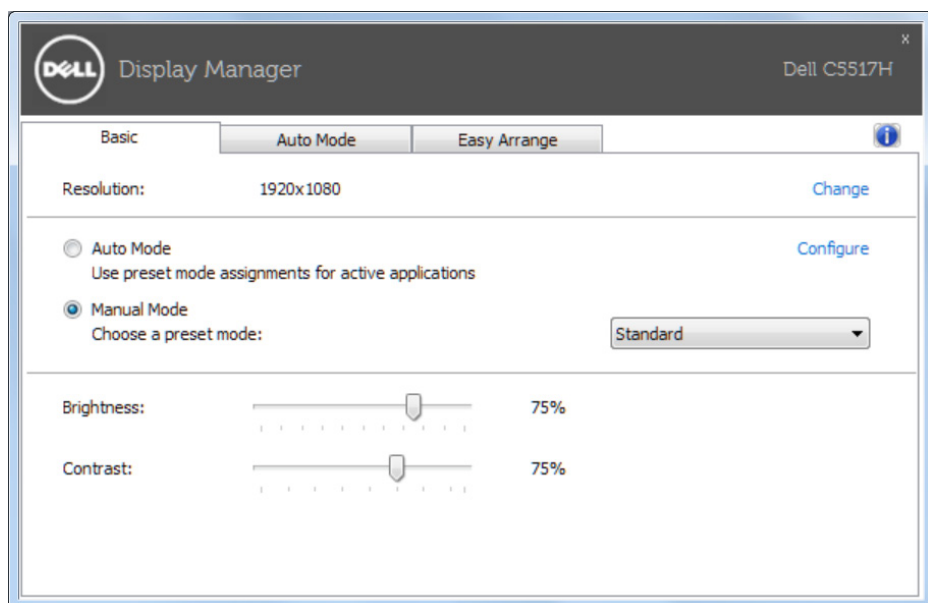 DELL Display Manager
x
Dell C5517H
Basic Auto Mode Easy Arrange i
Resolution: 1920x1080 Change
Auto Mode Configure
Use preset mode assignments for active applications
Manual Mode
Choose a preset mode: Standard
Brightness: 75%
Contrast: 75%